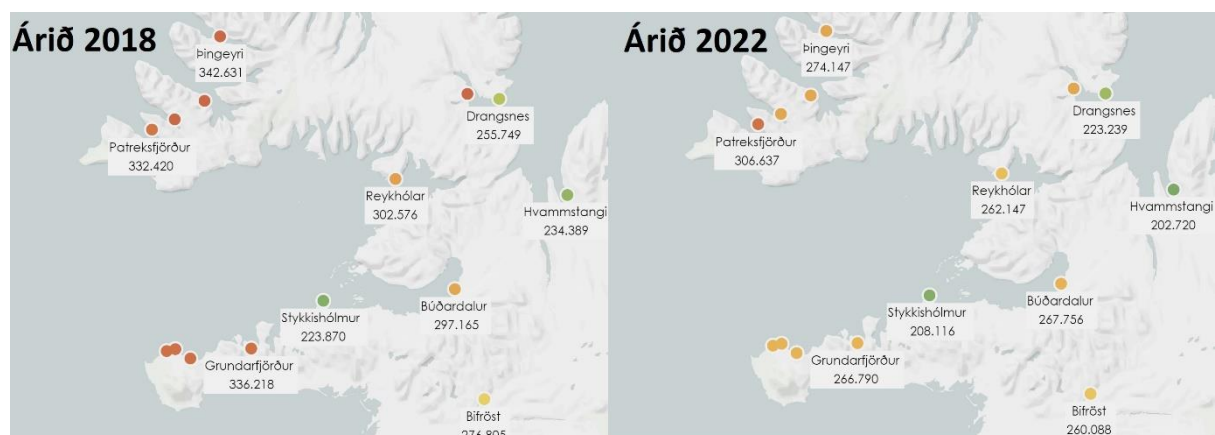 Árið 2018
Þingeyri
342.631
Drangsnes
255.749
Patreksfjörður
332.420
Reykhólar
302.576
Hvammstangi
234.389
Búðardalur
297.165
Stykkishólmur
223.870
Grundarfjörður
336.218
Bifröst
276.805
Árið 2022
Þingeyri
274.147
Drangsnes
223.239
Patreksfjörður
306.637
Reykhólar
262.147
Hvammstangi
202.720
Búðardalur
267.756
Stykkishólmur
208.116
Grundarfjörður
266.790
Bifröst
260.088